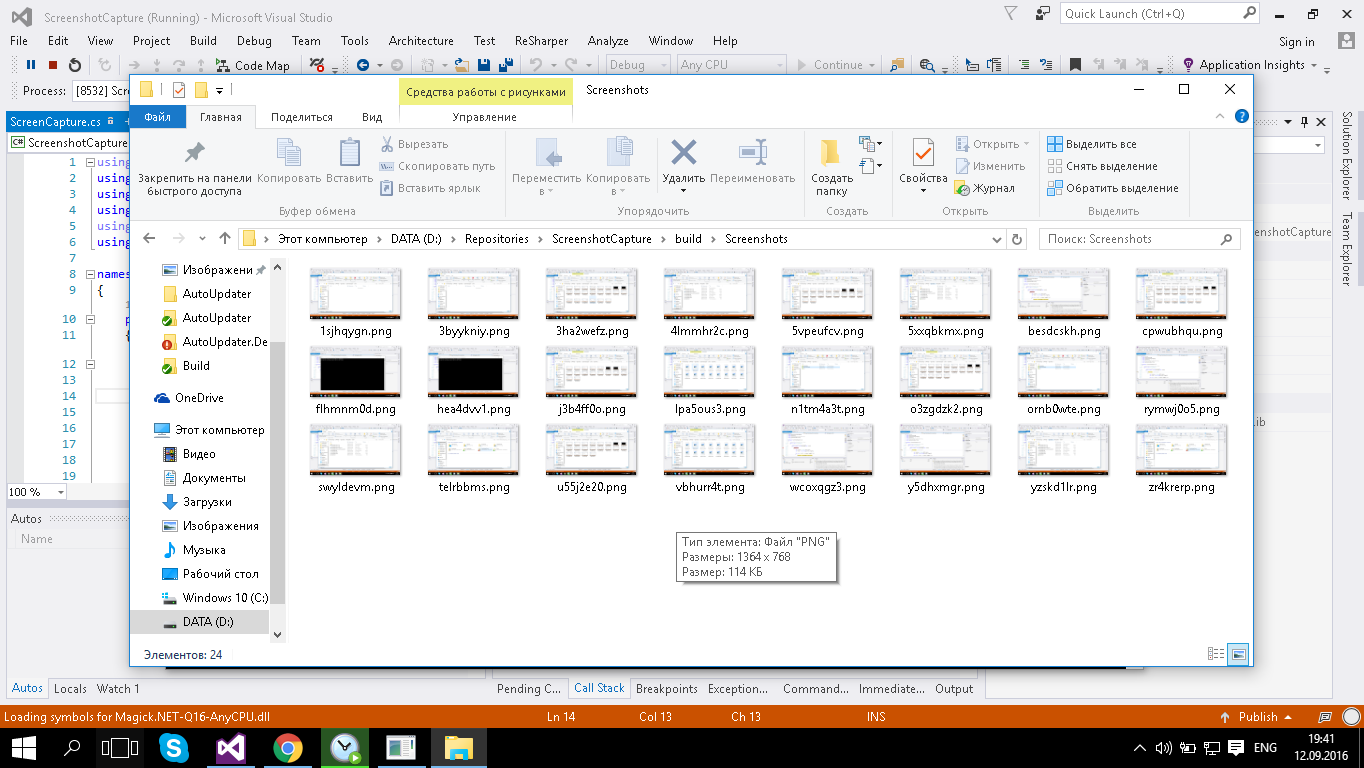 ScreenshotCapture (Running) - Microsoft Visual Studio
Quick Launch (Ctrl+Q)
File Edit View Project Build Debug Team Tools Architecture Test ReSharper Analyze Window Help
Sign in
Code Map Debug Any CPU Continue Application Insights
Process: [8532] Scre
Средства работы с рисунками Screenshots
Файл Главная Поделиться Вид Управление
ScreenCapture.cs
ScreenshotCapture
Закрепить на панели быстрого доступа
Копировать
Вставить
Вырезать
Скопировать путь
Вставить ярлык
Буфер обмена
Переместить в
Копировать в
Удалить
Переименовать
Упорядочить
Создать папку
Создать
Свойства
Открыть
Изменить
Журнал
Открыть
Выделить все
Снять выделение
Обратить выделение
Выделить
Solution Explorer
Team Explorer
Этот компьютер DATA (D:) Repositories ScreenshotCapture build Screenshots
Поиск: Screenshots
enshotCapture
1 using
2 using
3 using
4 using
5 using
6 using
7
8 names
9 {
10 p
11 {
12
13
14
15
16
17
18
19
100 %
Изображени
AutoUpdater
AutoUpdater
AutoUpdater.De
Build
OneDrive
Этот компьютер
Видео
Документы
Загрузки
Изображения
Музыка
Рабочий стол
Windows 10 (C:)
DATA (D:)
1sjhqygn.png 3byykniy.png 3ha2wefz.png 4lmmhr2c.png 5vpeufcv.png 5xxqbkmx.png besdcskh.png cpwubhqu.png
flhmnm0d.png hea4dvv1.png j3b4ff0o.png lpa5ous3.png n1tm4a3t.png o3zgdzk2.png ornb0wte.png rymwj0o5.png
swyldevm.png telrbbms.png u55j2e20.png vbhurr4t.png wcoxqgz3.png y5dhxmgr.png yzskd1lr.png zr4krerp.png
Lib
Тип элемента: Файл "PNG"
Размеры: 1364 x 768
Размер: 114 КБ
Элементов: 24
Autos
Name
Autos Locals Watch 1
Pending C... Call Stack Breakpoints Exception... Command... Immediate... Output
Loading symbols for Magick.NET-Q16-AnyCPU.dll Ln 14 Col 13 Ch 13 INS Publish
ENG
19:41
12.09.2016